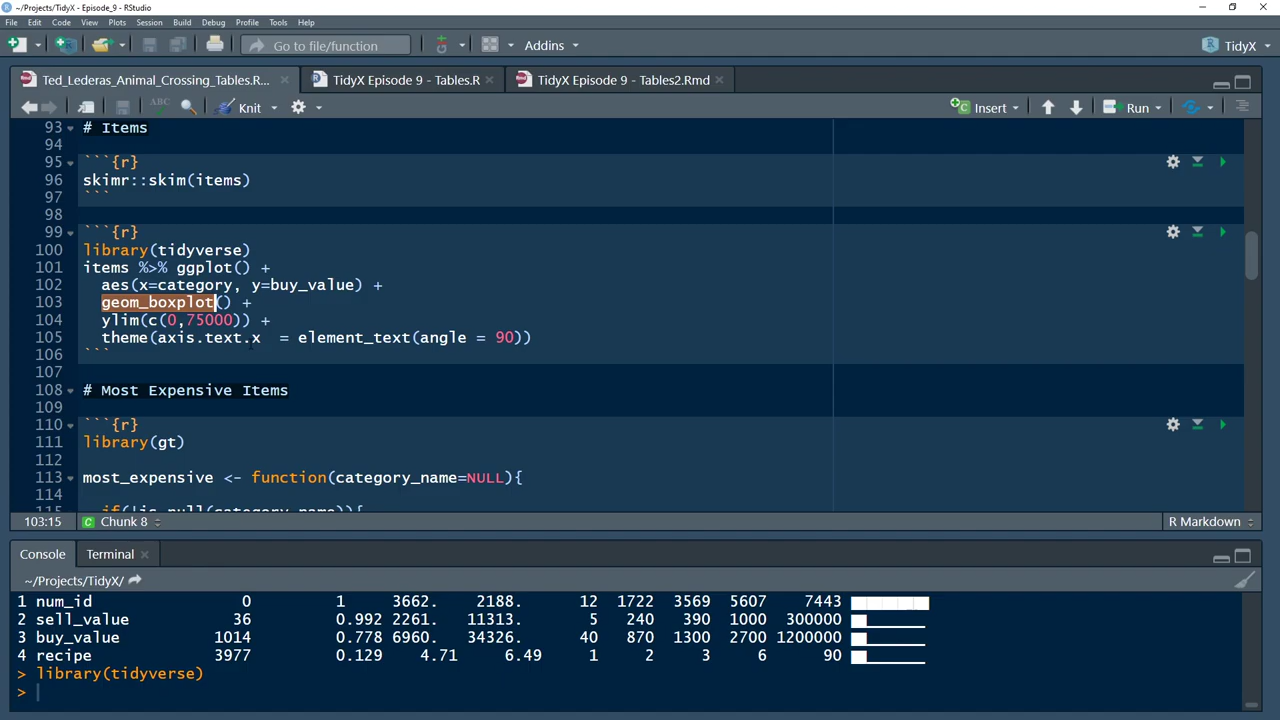 ~/Projects/TidyX/ - Episode_9 - RStudio
File Edit Code View Plots Session Build Debug Profile Tools Help
Go to file/function Addins TidyX
Ted_Lederas_Animal_Crossing_Tables.R... TidyX Episode 9 - Tables.R TidyX Episode 9 - Tables2.Rmd
ABC Knit Insert Run
93 # Items
94
95 ```{r}
96 skimr::skim(items)
97 ```
98
99 ```{r}
100 library(tidyverse)
101 items %>% ggplot() +
102 aes(x=category, y=buy_value) +
103 geom_boxplot() +
104 ylim(c(0,75000)) +
105 theme(axis.text.x = element_text(angle = 90))
106 ```
107
108 # Most Expensive Items
109
110 ```{r}
111 library(gt)
112
113 most_expensive <- function(category_name=NULL){
114
115 if(!is.null(category_name)){
103:15 C Chunk 8 R Markdown
Console Terminal
~/Projects/TidyX/
1 num_id 0 1 3662. 2188. 12 1722 3569 5607 7443
2 sell_value 36 0.992 2261. 11313. 5 240 390 1000 300000
3 buy_value 1014 0.778 6960. 34326. 40 870 1300 2700 1200000
4 recipe 3977 0.129 4.71 6.49 1 2 3 6 90
> library(tidyverse)
>